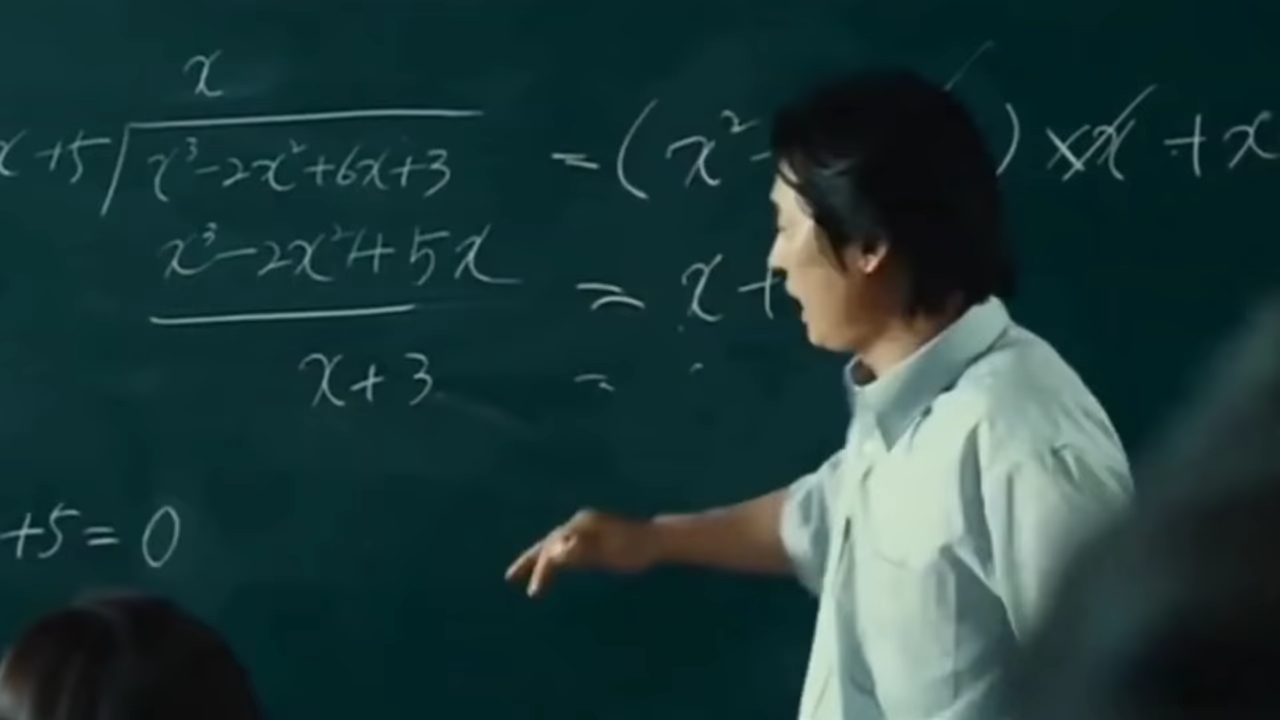 x
x+5 x³-2x²+6x+3 =(x²- )×x+x
x³-2x²+5x =x+
x+3 =
+5=0